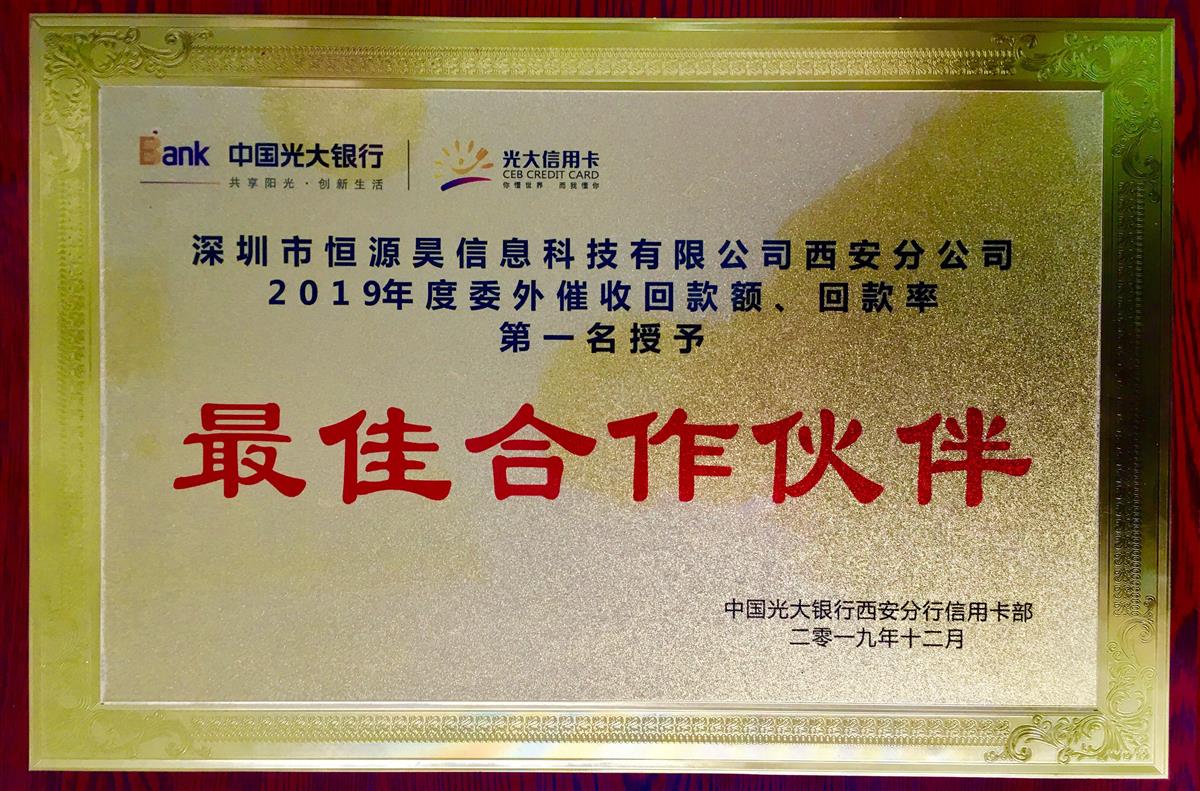 Bank 中国光大银行
共享阳光·创新生活
光大信用卡
CEB CREDIT CARD
你懂世界 而我懂你
深圳市恒源昊信息科技有限公司西安分公司
2019年度委外催收回款额、回款率
第一名授予
最佳合作伙伴
中国光大银行西安分行信用卡部
二零一九年十二月